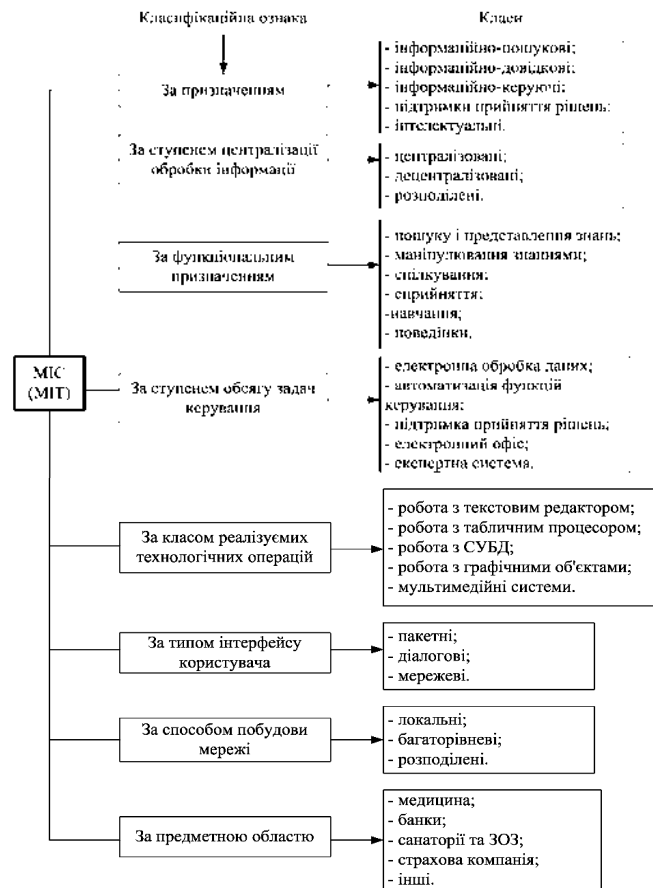 Класифікаційна ознака
Класи
За призначенням
- інформаційно-пошукові;
- інформаційно-довідкові;
- інформаційно-керуючі;
- підтримки прийняття рішень;
- інтелектуальні.
За ступенем централізації
обробки інформації
- централізовані;
- децентралізовані;
- розподілені.
За функціональним
призначенням
- пошуку і представлення знань;
- маніпулювання знаннями;
- спілкування;
- сприйняття;
-навчання;
- поведінки.
МІС
(МІТ)
За ступенем обсягу задач
керування
- електронна обробка даних;
- автоматизація функцій
керування;
- підтримка прийняття рішень;
- електронний офіс;
- експертна система.
За класом реалізуємих
технологічних операцій
- робота з текстовим редактором;
- робота з табличним процесором;
- робота з СУБД;
- робота з графічними об'єктами;
- мультимедійні системи.
За типом інтерфейсу
користувача
- пакетні;
- діалогові;
- мережеві.
За способом побудови
мережі
- локальні;
- багаторівневі;
- розподілені.
За предметною областю
- медицина;
- банки;
- санаторії та ЗОЗ;
- страхова компанія;
- інші.